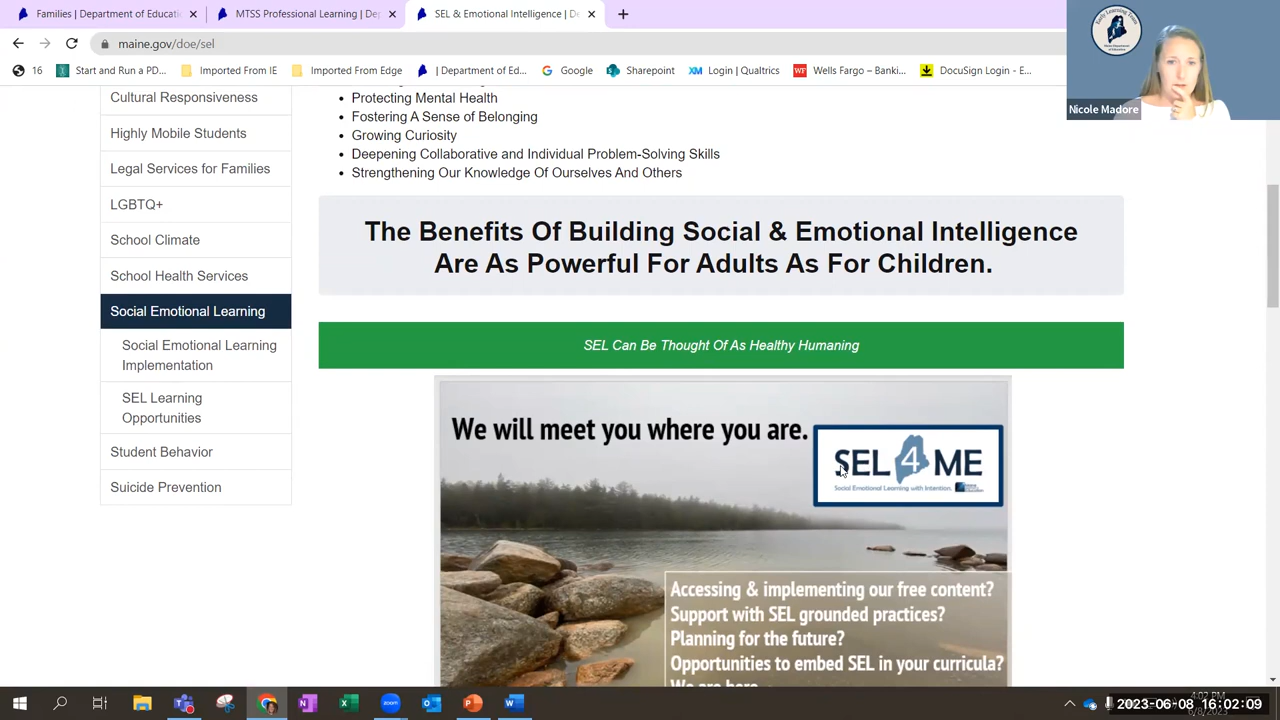 Families | Department of Educatio
MTSS Professional Learning | Dep
SEL & Emotional Intelligence | De
maine.gov/doe/sel
16
Start and Run a PD...
Imported From IE
Imported From Edge
| Department of Ed...
Google
Sharepoint
Login | Qualtrics
Wells Fargo – Banki...
DocuSign Login - E...
Nicole Madore
Cultural Responsiveness
Highly Mobile Students
Legal Services for Families
LGBTQ+
School Climate
School Health Services
Social Emotional Learning
Social Emotional Learning
Implementation
SEL Learning
Opportunities
Student Behavior
Suicide Prevention
• Protecting Mental Health
• Fostering A Sense of Belonging
• Growing Curiosity
• Deepening Collaborative and Individual Problem-Solving Skills
• Strengthening Our Knowledge Of Ourselves And Others
The Benefits Of Building Social & Emotional Intelligence
Are As Powerful For Adults As For Children.
SEL Can Be Thought Of As Healthy Humaning
We will meet you where you are.
SEL 4 ME
Social Emotional Learning with Intention.
Accessing & implementing our free content?
Support with SEL grounded practices?
Planning for the future?
Opportunities to embed SEL in your curricula?
We are here
4:02 PM
2023-06-08 16:02:09